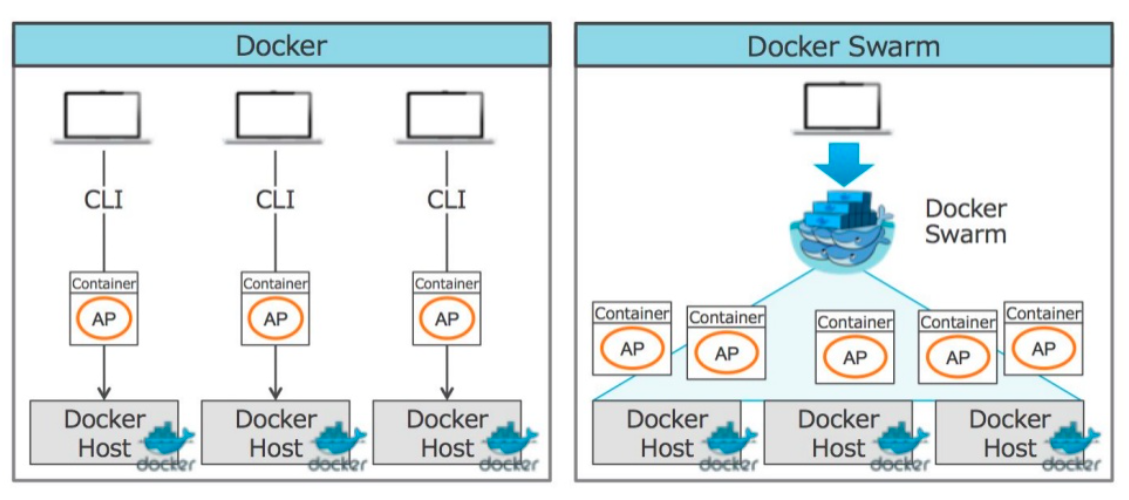 Docker
CLI
CLI
CLI
Container
AP
Container
AP
Container
AP
Docker
Host
docker
Docker
Host
docker
Docker
Host
docker
Docker Swarm
Docker
Swarm
Container
AP
Container
AP
Container
AP
Container
AP
Container
AP
Docker
Host
docker
Docker
Host
docker
Docker
Host
docker